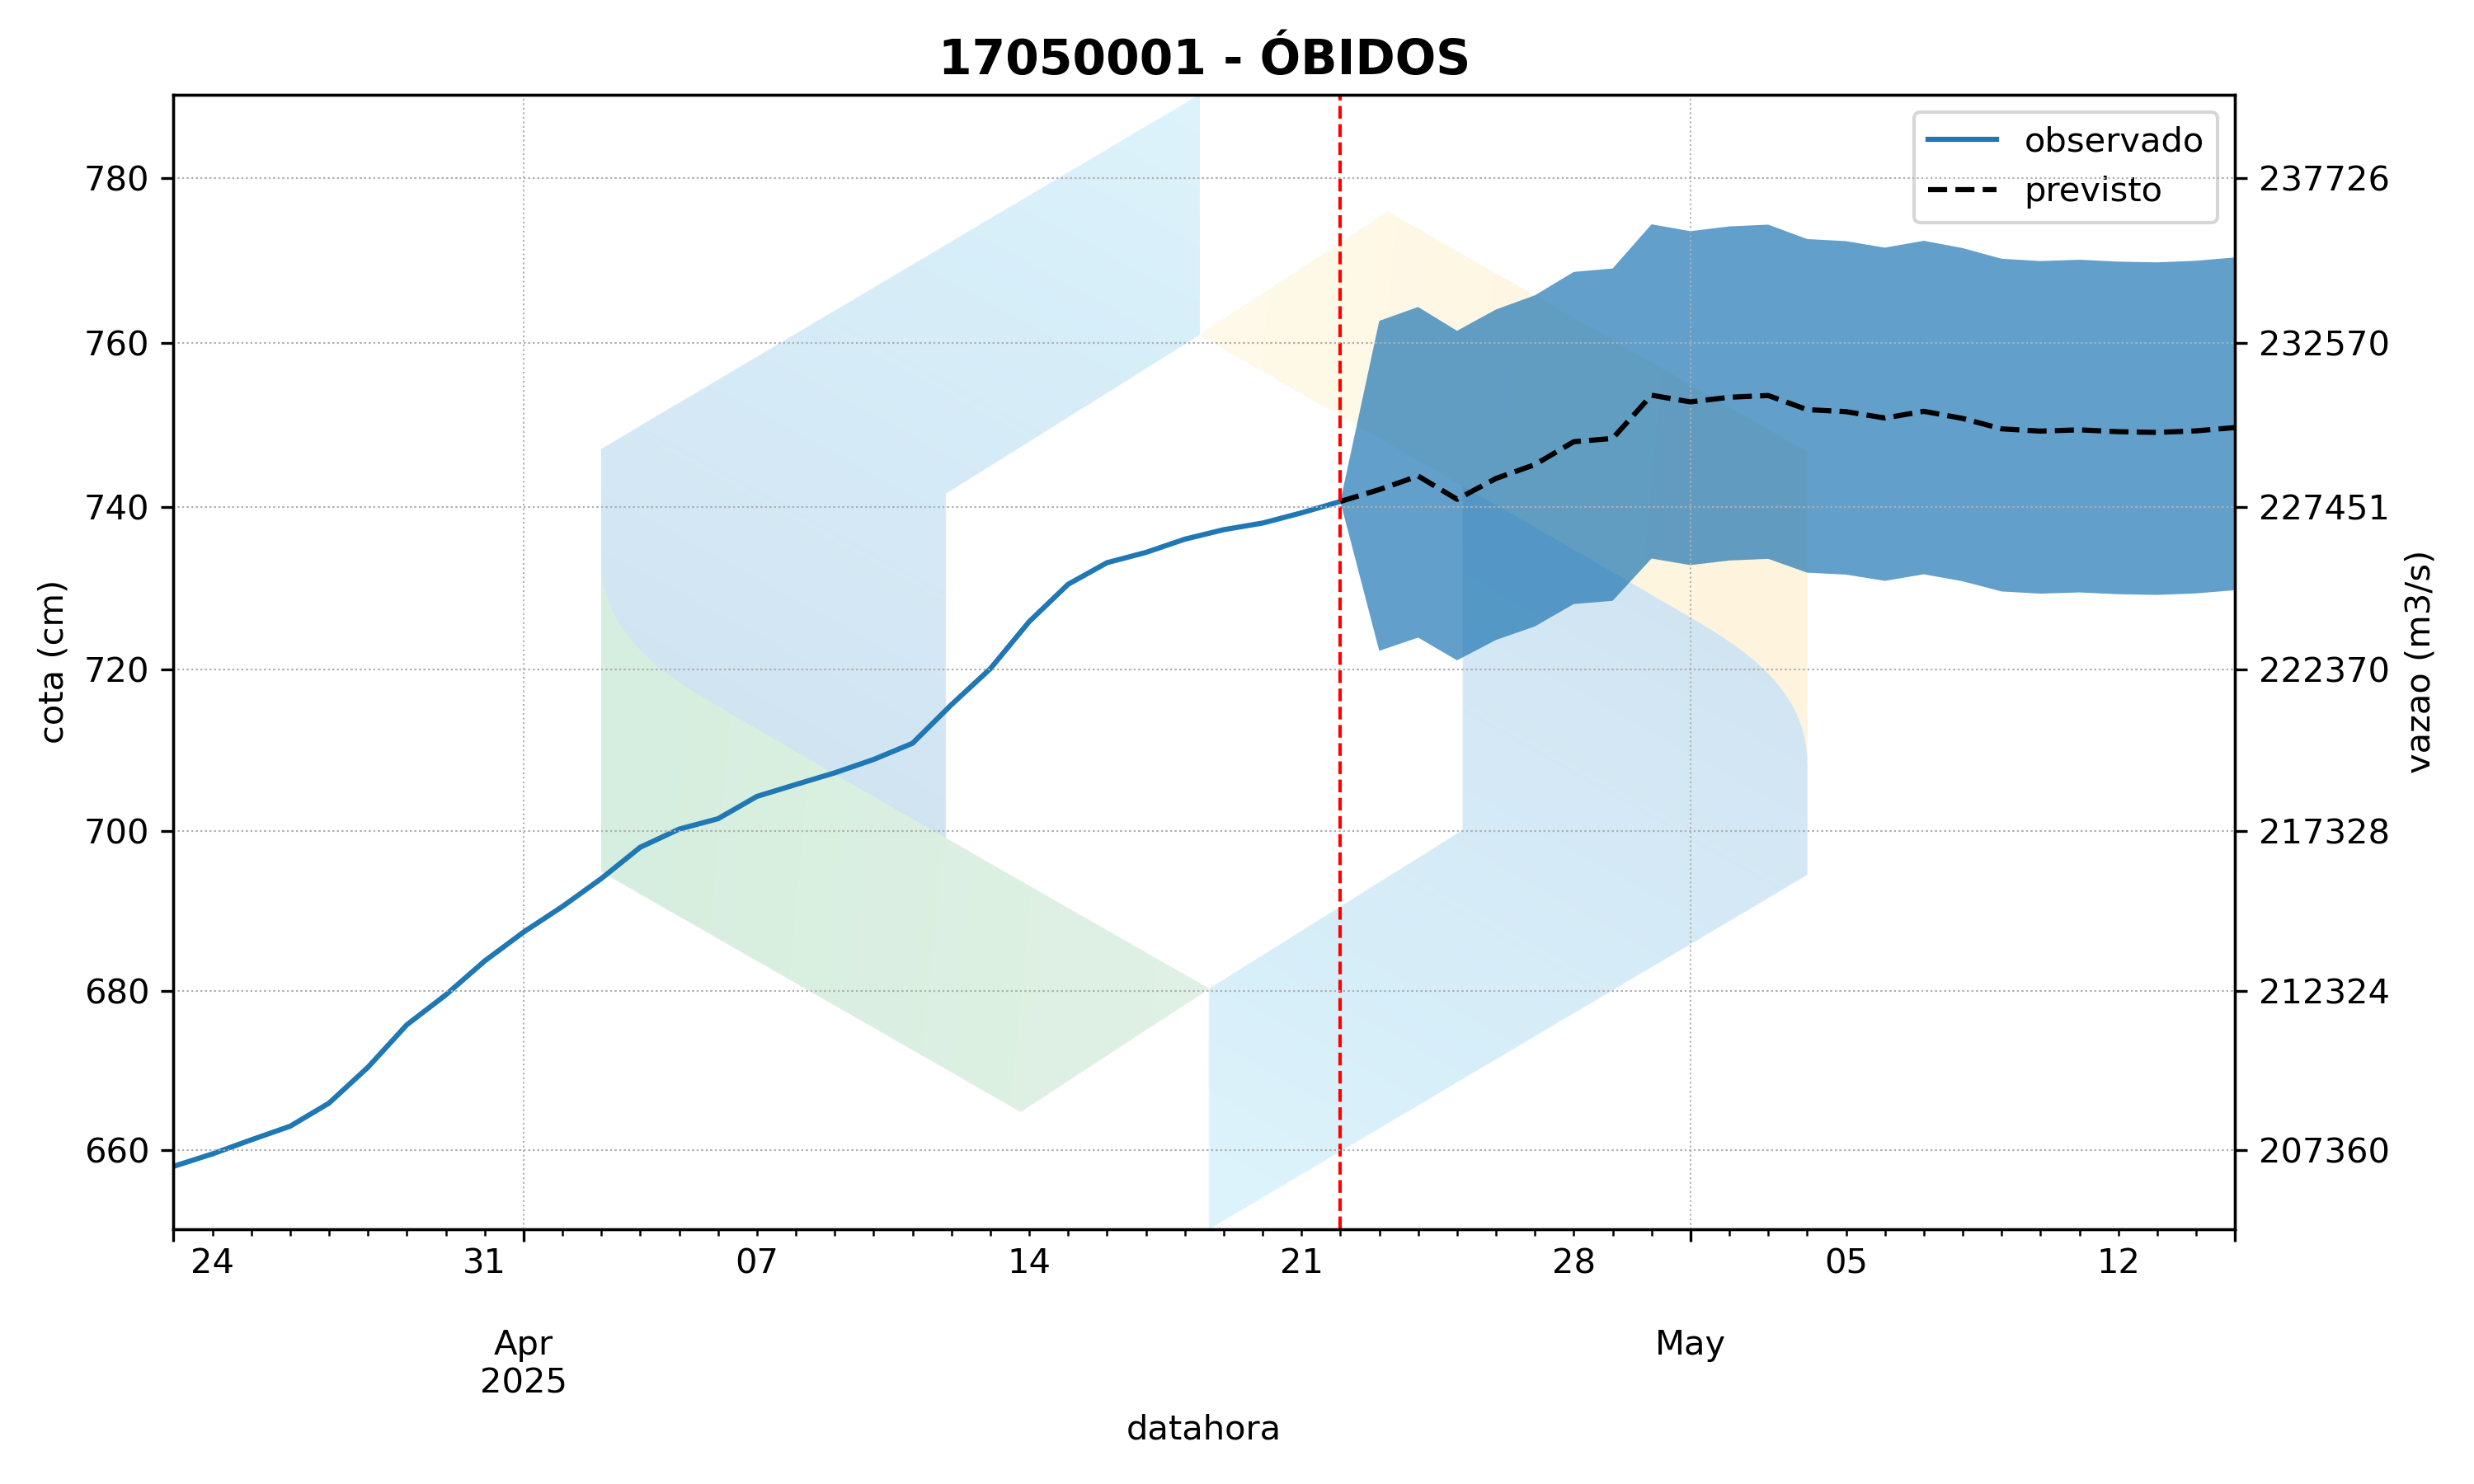 17050001 - ÓBIDOS
observado
previsto
780
760
740
720
700
680
660
cota (cm)
237726
232570
227451
222370
217328
212324
207360
vazao (m3/s)
24
31
07
14
21
28
05
12
Apr
2025
May
datahora